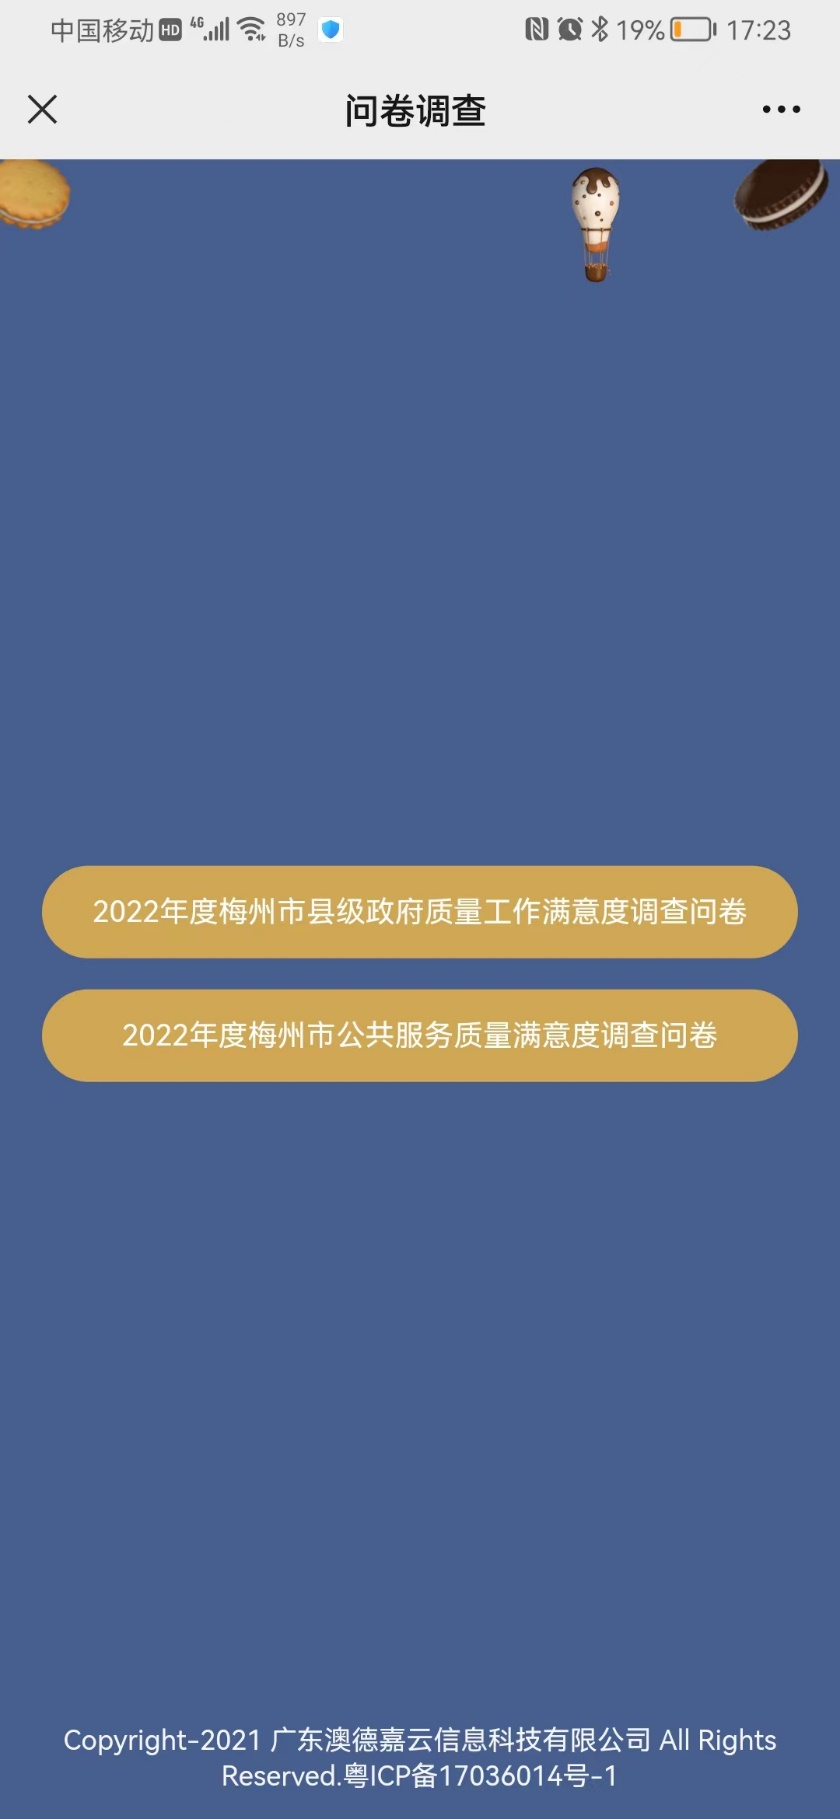 中国移动 HD 4G 897 B/s 19% 17:23
问卷调查
2022年度梅州市县级政府质量工作满意度调查问卷
2022年度梅州市公共服务质量满意度调查问卷
Copyright-2021 广东澳德嘉云信息科技有限公司 All Rights
Reserved.粤ICP备17036014号-1